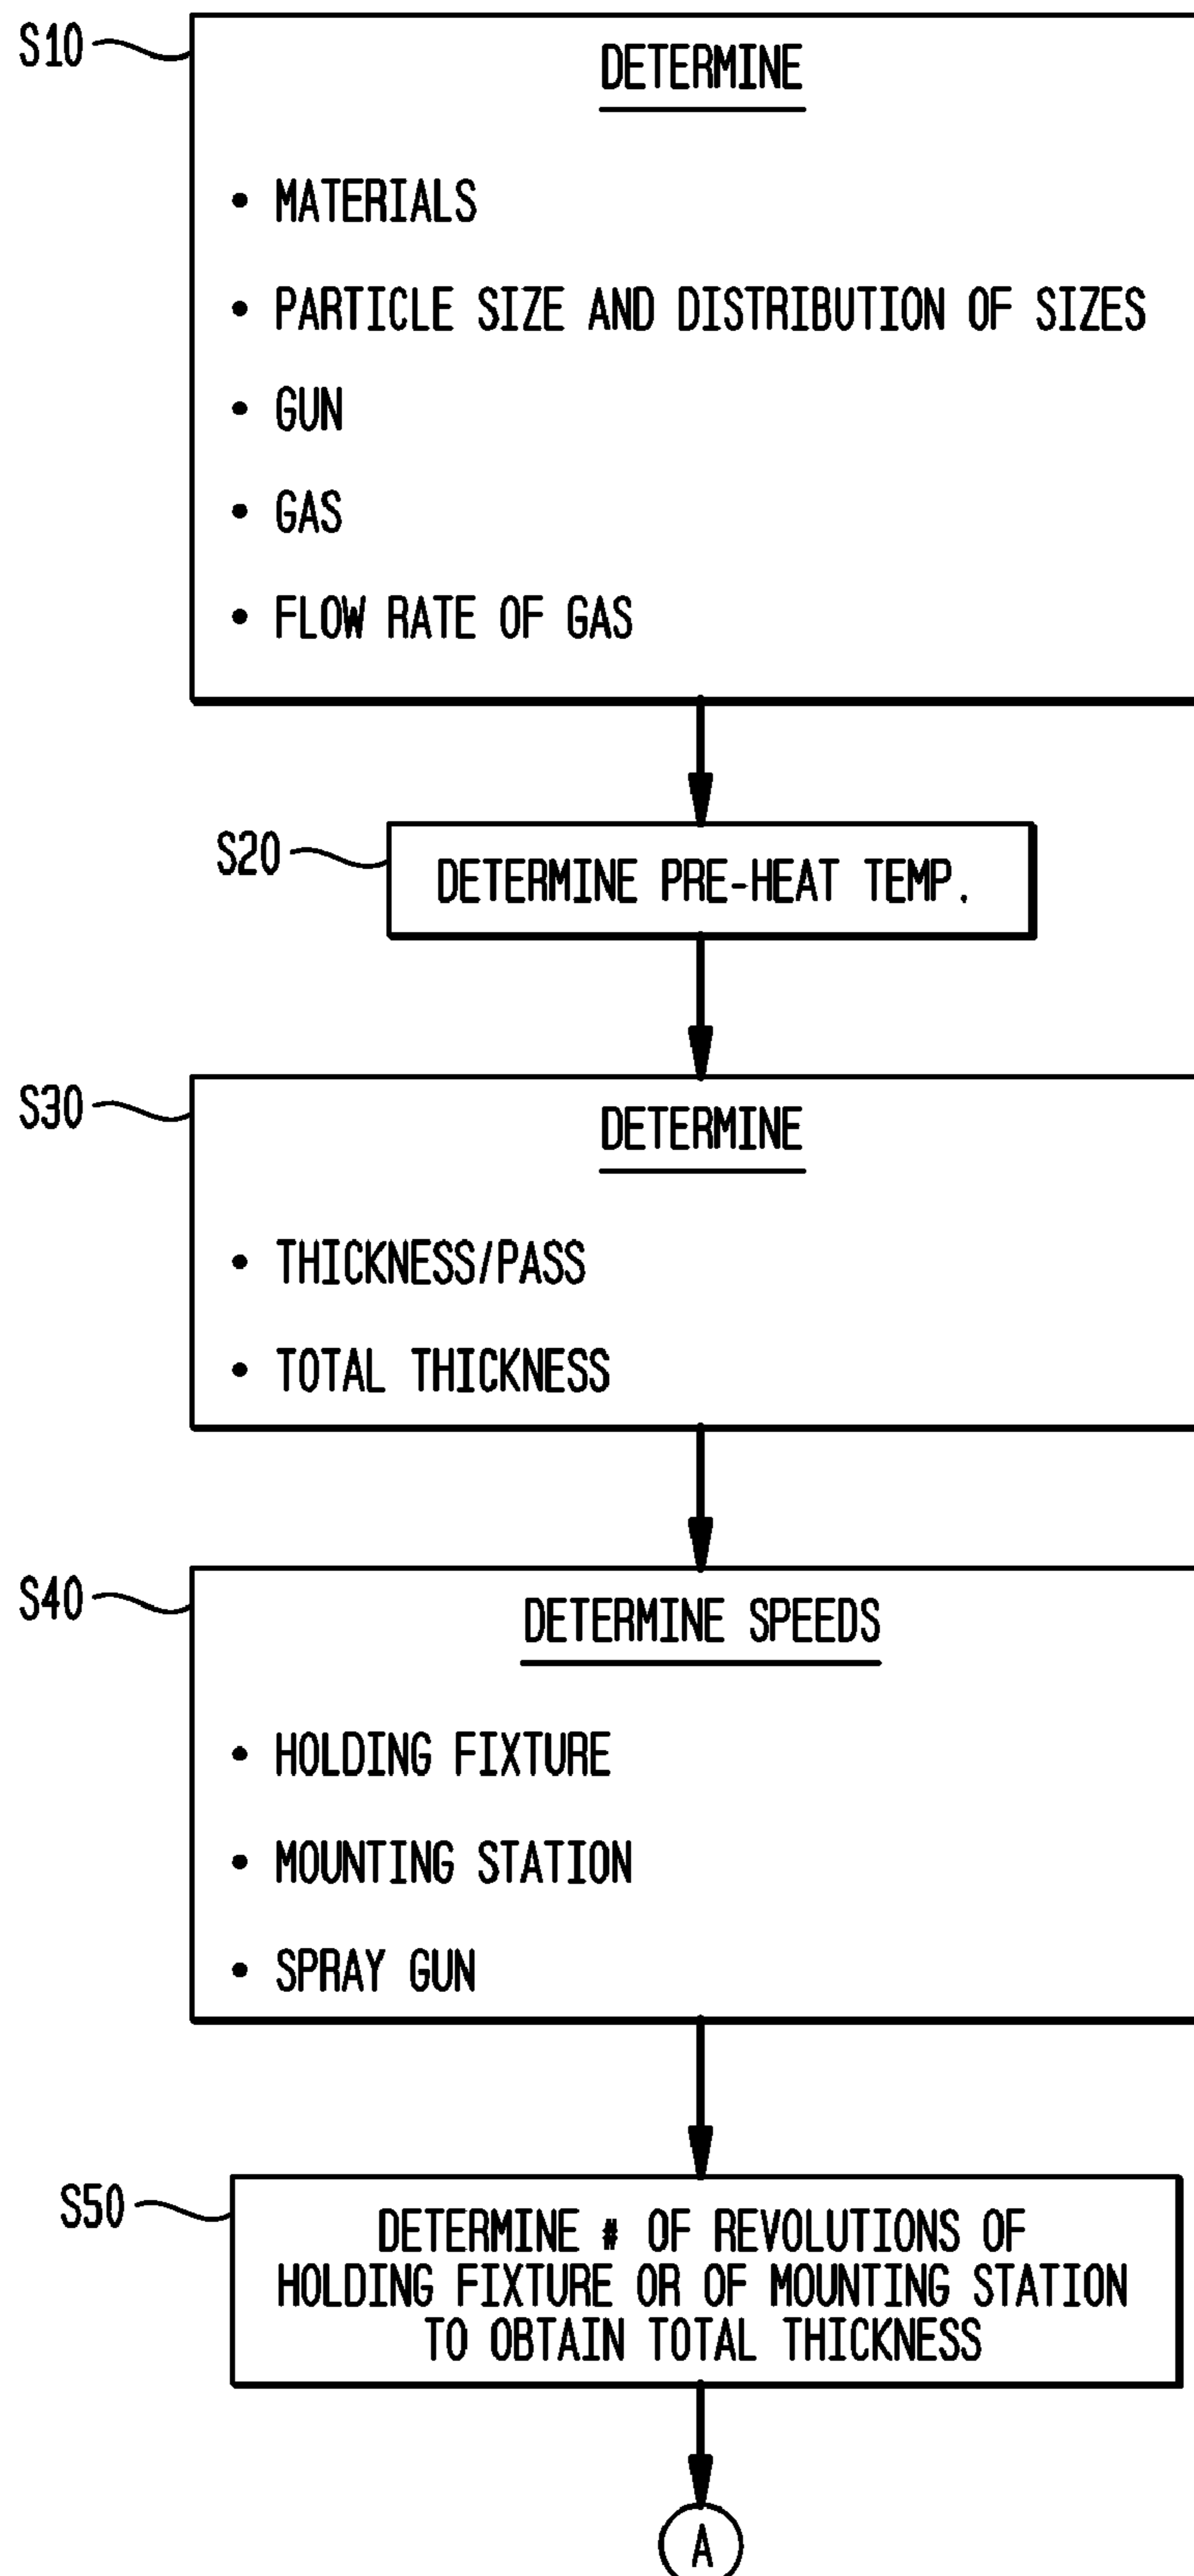 S10
DETERMINE
• MATERIALS
• PARTICLE SIZE AND DISTRIBUTION OF SIZES
• GUN
• GAS
• FLOW RATE OF GAS
S20
DETERMINE PRE-HEAT TEMP.
S30
DETERMINE
• THICKNESS/PASS
• TOTAL THICKNESS
S40
DETERMINE SPEEDS
• HOLDING FIXTURE
• MOUNTING STATION
• SPRAY GUN
S50
DETERMINE # OF REVOLUTIONS OF
HOLDING FIXTURE OR OF MOUNTING STATION
TO OBTAIN TOTAL THICKNESS
A